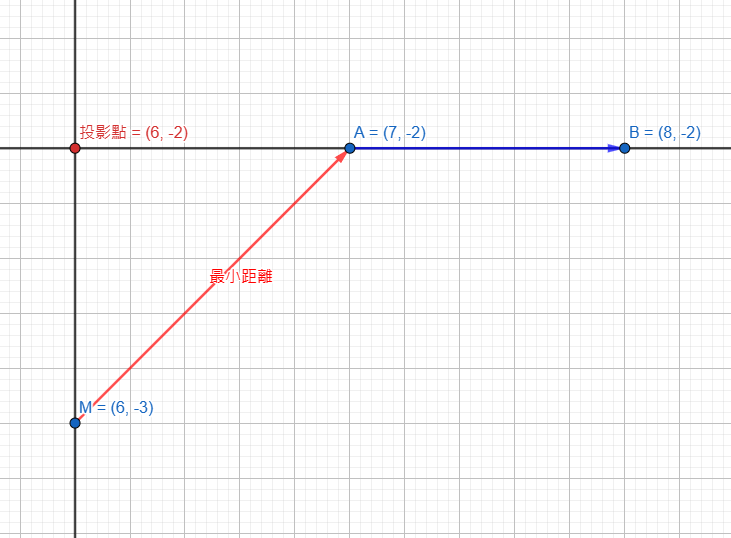 投影點 = (6, -2)
A = (7, -2)
B = (8, -2)
最小距離
M = (6, -3)